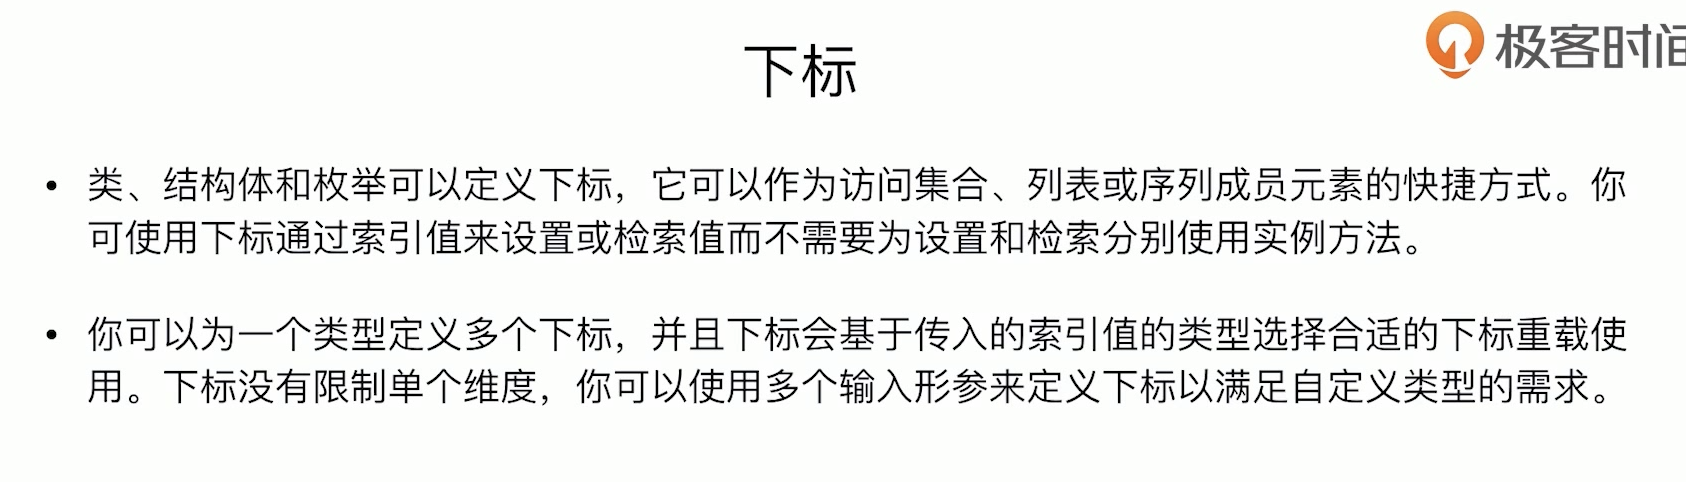 极客时间
下标
• 类、结构体和枚举可以定义下标，它可以作为访问集合、列表或序列成员元素的快捷方式。你
可使用下标通过索引值来设置或检索值而不需要为设置和检索分别使用实例方法。
• 你可以为一个类型定义多个下标，并且下标会基于传入的索引值的类型选择合适的下标重载使
用。下标没有限制单个维度，你可以使用多个输入形参来定义下标以满足自定义类型的需求。